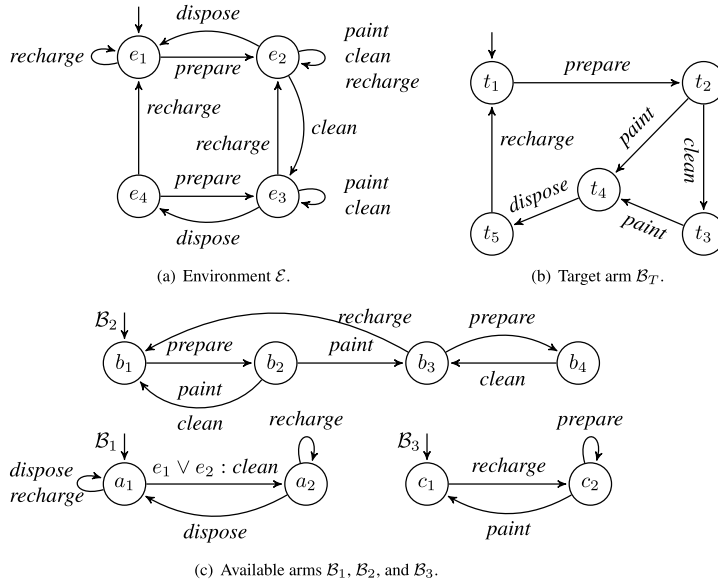 dispose
recharge
e1
prepare
e2
paint
clean
recharge
recharge
recharge
clean
e4
prepare
e3
paint
clean
dispose
(a) Environment ℰ.
t1
prepare
t2
recharge
paint
clean
t4
dispose
t5
paint
t3
(b) Target arm ℬT.
ℬ2
recharge
prepare
b1
prepare
b2
paint
b3
b4
paint
clean
clean
ℬ1
recharge
dispose
recharge
a1
e1 ∨ e2 : clean
a2
dispose
ℬ3
prepare
c1
recharge
c2
paint
(c) Available arms ℬ1, ℬ2, and ℬ3.